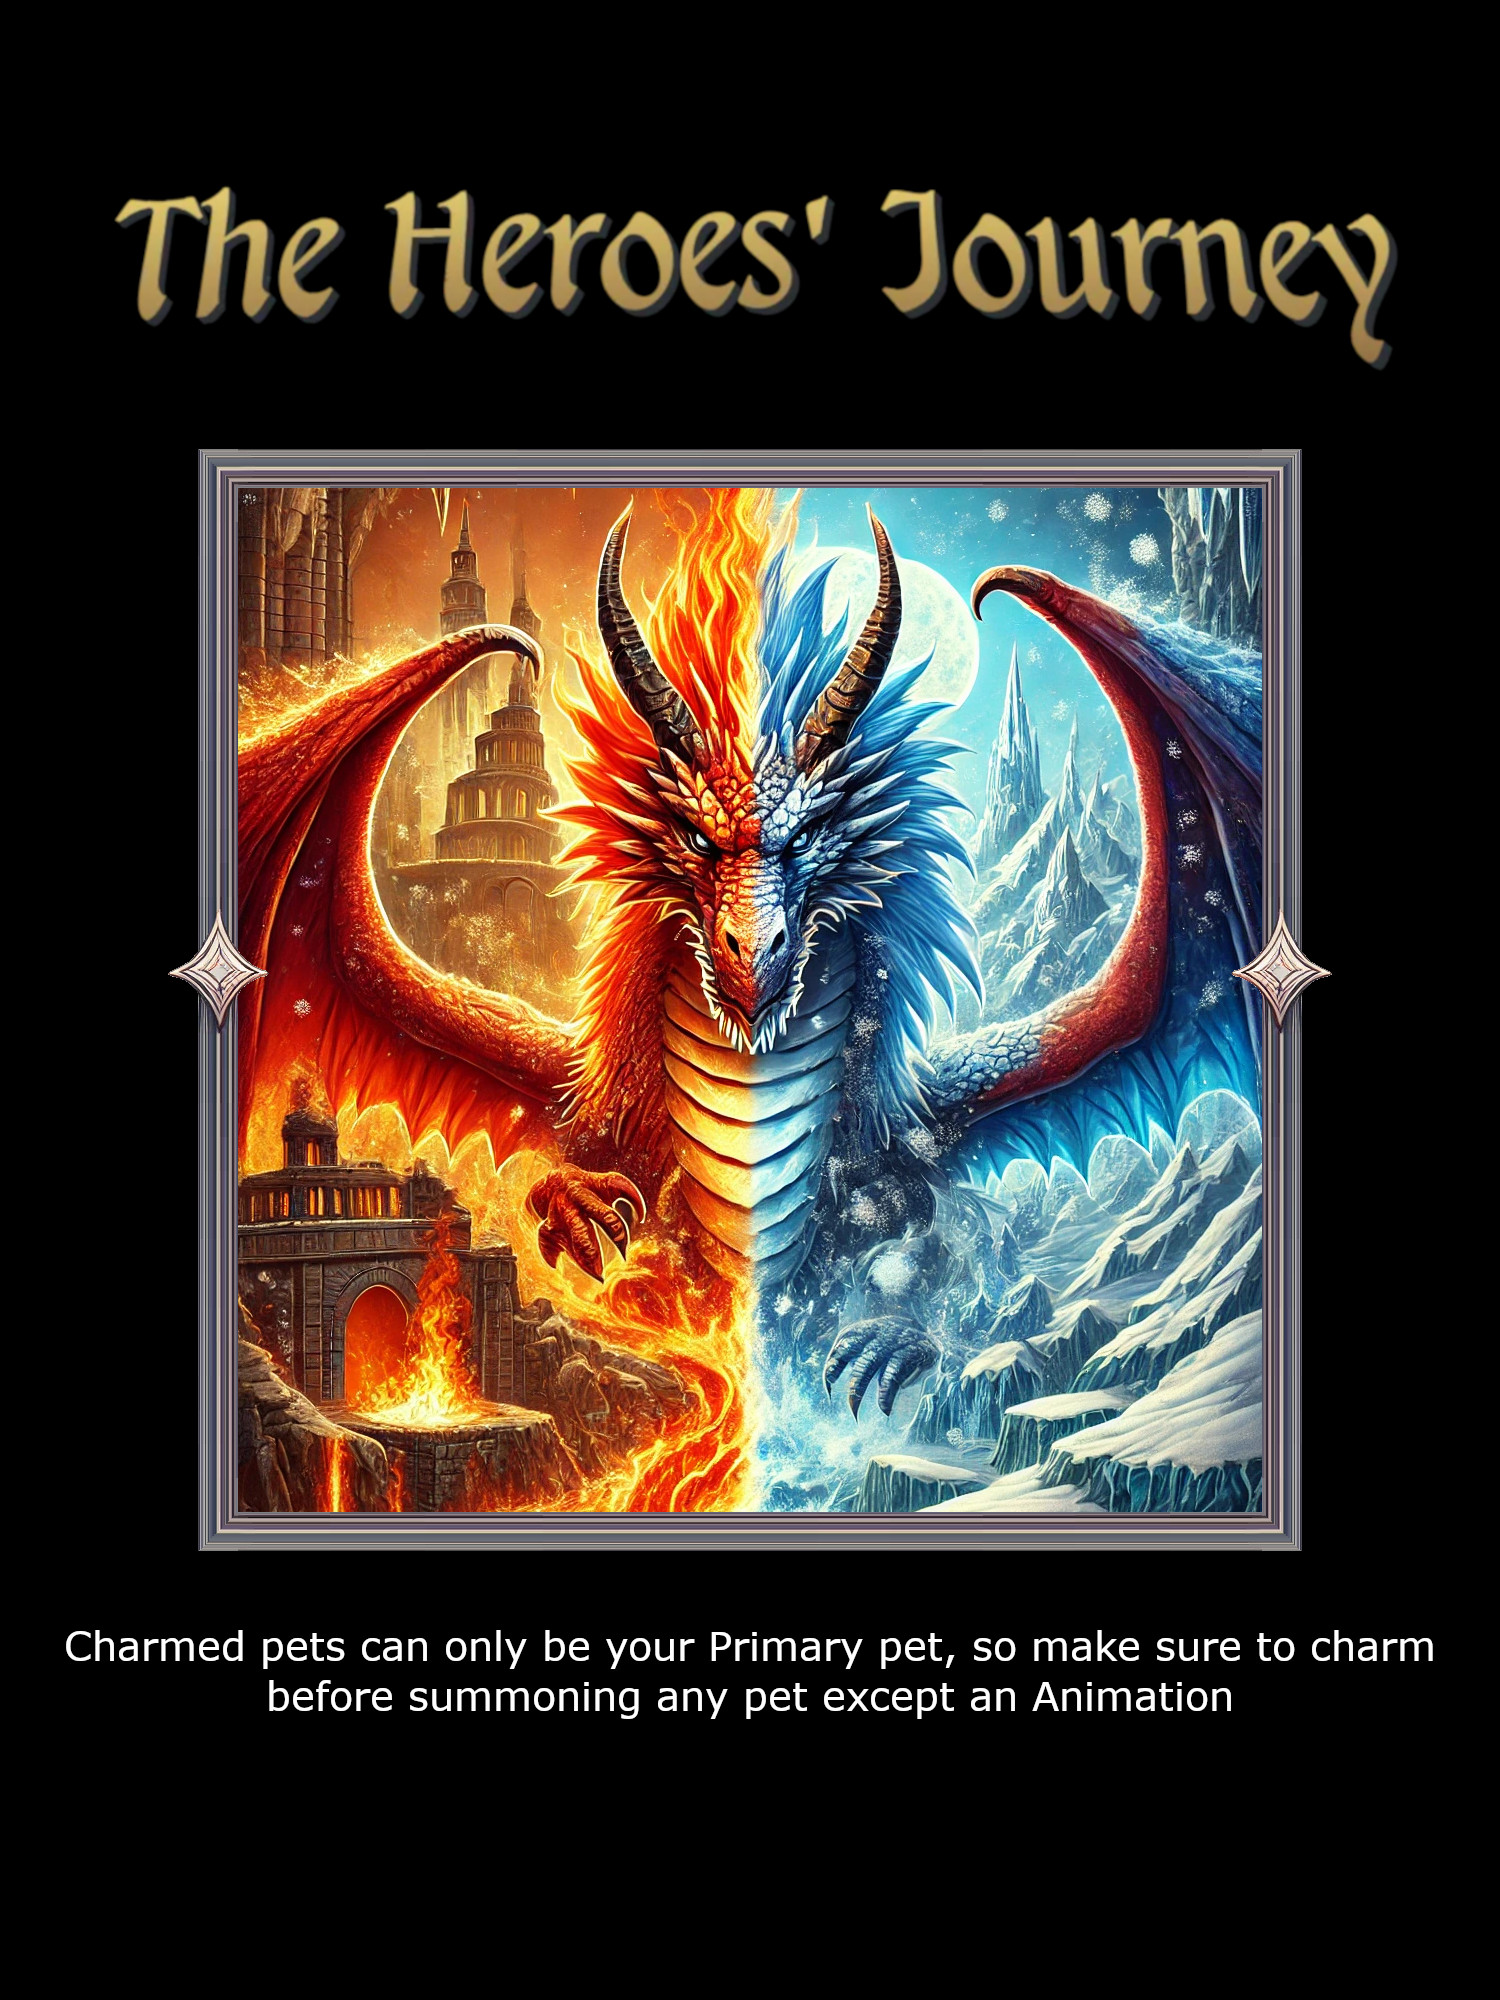 The Heroes' Journey
Charmed pets can only be your Primary pet, so make sure to charm
before summoning any pet except an Animation